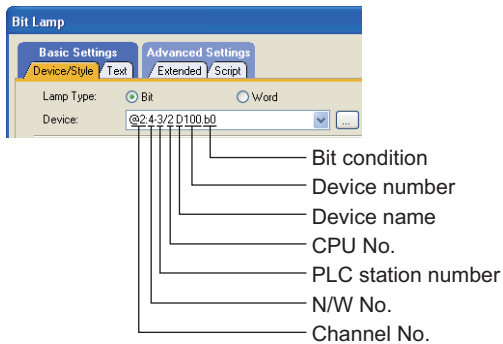 Bit Lamp
Basic Settings Advanced Settings
Device/Style Text Extended Script
Lamp Type: Bit Word
Device: @2:4-3/2 D100.b0 ...
Bit condition
Device number
Device name
CPU No.
PLC station number
N/W No.
Channel No.